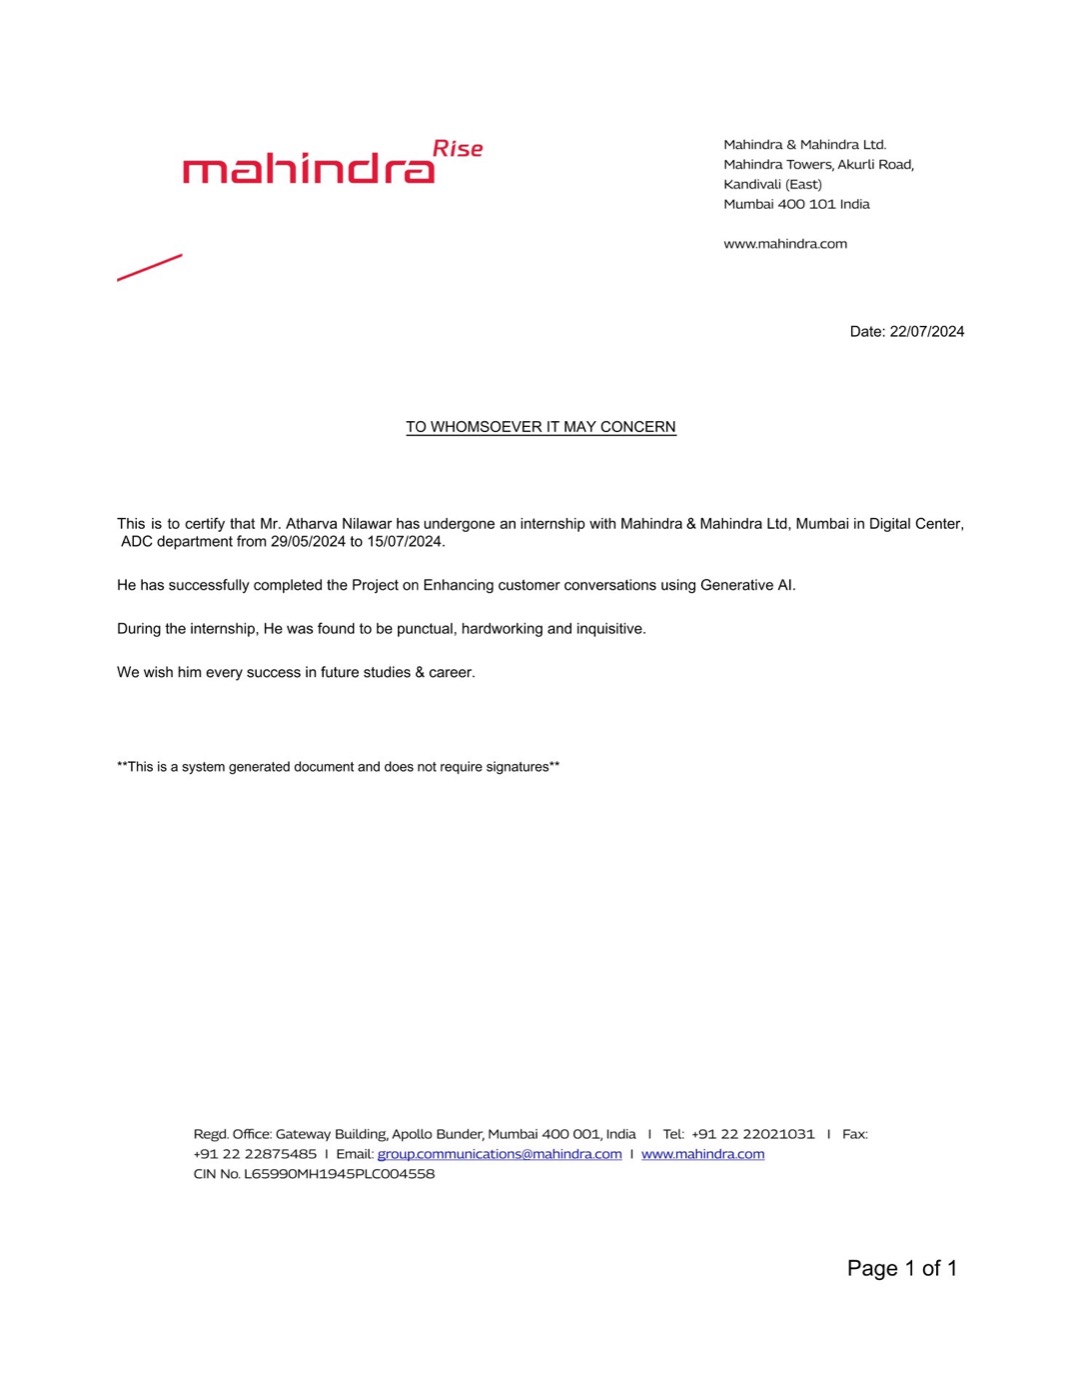 mahindra Rise
Mahindra & Mahindra Ltd.
Mahindra Towers, Akurli Road,
Kandivali (East)
Mumbai 400 101 India
www.mahindra.com
Date: 22/07/2024
TO WHOMSOEVER IT MAY CONCERN
This is to certify that Mr. Atharva Nilawar has undergone an internship with Mahindra & Mahindra Ltd, Mumbai in Digital Center,
ADC department from 29/05/2024 to 15/07/2024.
He has successfully completed the Project on Enhancing customer conversations using Generative AI.
During the internship, He was found to be punctual, hardworking and inquisitive.
We wish him every success in future studies & career.
**This is a system generated document and does not require signatures**
Regd. Office: Gateway Building, Apollo Bunder, Mumbai 400 001, India I Tel: +91 22 22021031 I Fax:
+91 22 22875485 I Email: group.communications@mahindra.com I www.mahindra.com
CIN No. L65990MH1945PLC004558
Page 1 of 1